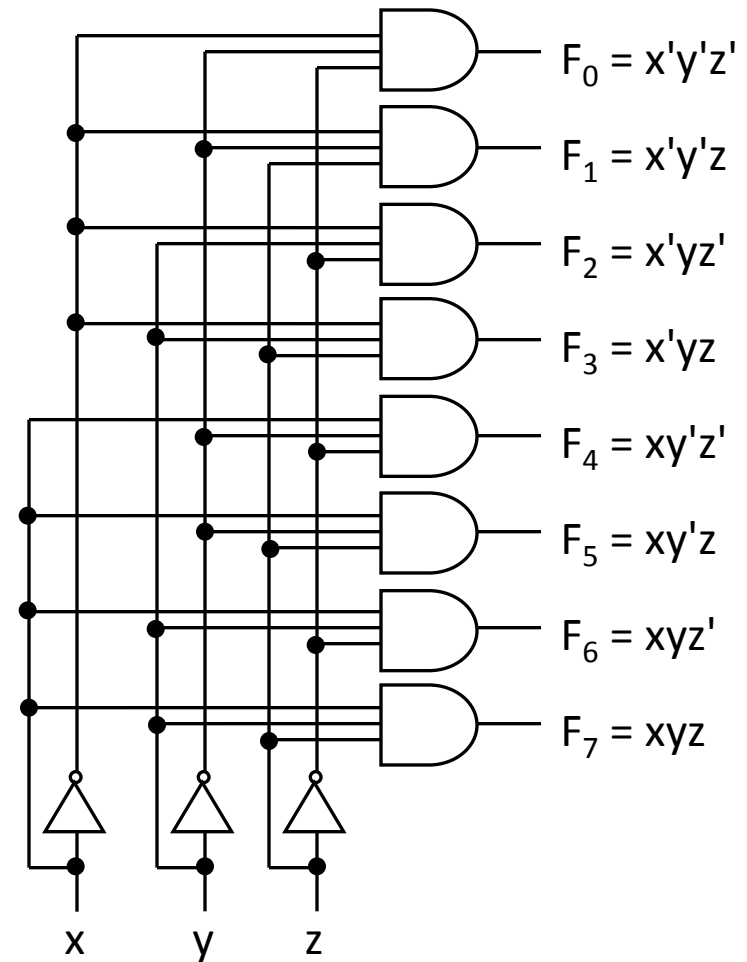 F₀ = x'y'z'
F₁ = x'y'z
F₂ = x'yz'
F₃ = x'yz
F₄ = xy'z'
F₅ = xy'z
F₆ = xyz'
F₇ = xyz
x y z